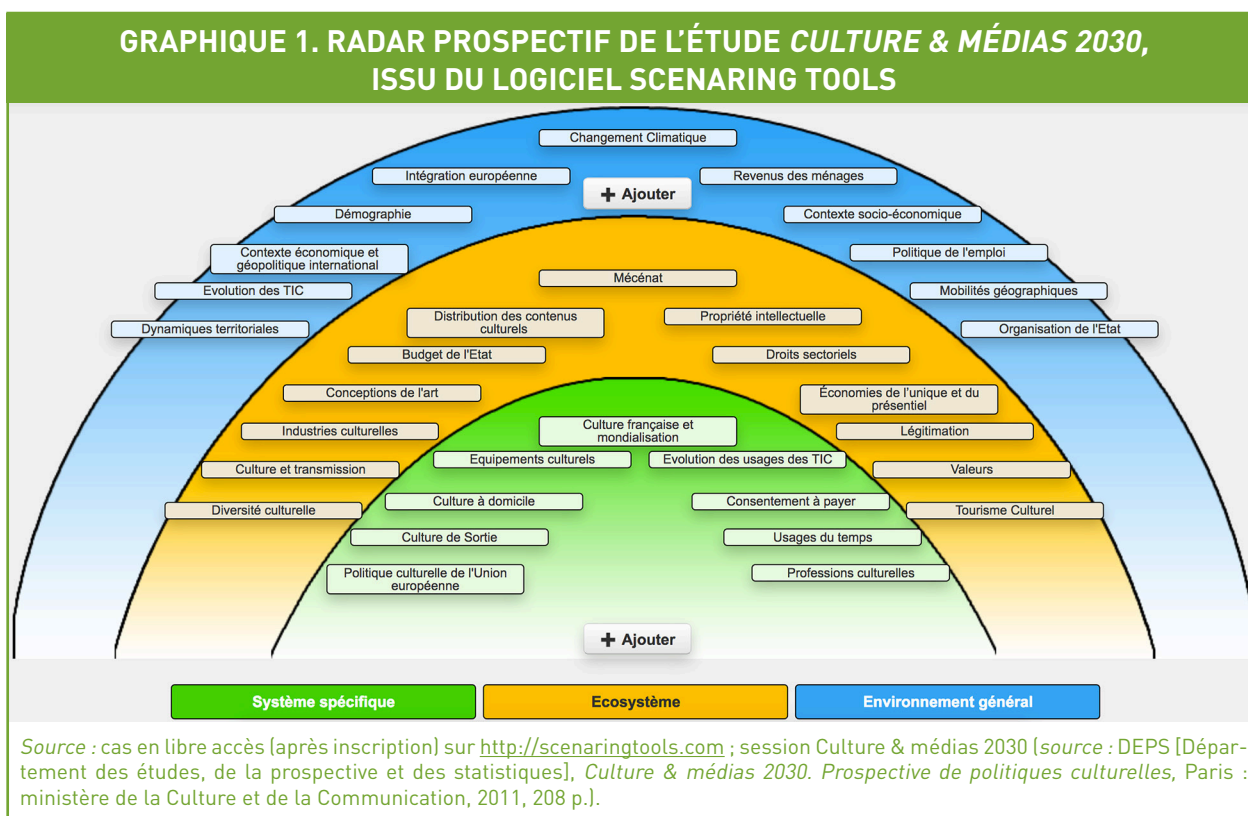 GRAPHIQUE 1. RADAR PROSPECTIF DE L'ÉTUDE CULTURE & MÉDIAS 2030,
ISSU DU LOGICIEL SCENARING TOOLS
Changement Climatique
Intégration européenne
Revenus des ménages
+ Ajouter
Démographie
Contexte socio-économique
Contexte économique et
géopolitique international
Politique de l'emploi
Evolution des TIC
Mobilités géographiques
Dynamiques territoriales
Organisation de l'Etat
Mécénat
Distribution des contenus
culturels
Propriété intellectuelle
Budget de l'Etat
Droits sectoriels
Conceptions de l'art
Économies de l'unique et du
présentiel
Industries culturelles
Légitimation
Culture et transmission
Valeurs
Diversité culturelle
Tourisme Culturel
Culture française et
mondialisation
Equipements culturels
Evolution des usages des TIC
Culture à domicile
Consentement à payer
Culture de Sortie
Usages du temps
Politique culturelle de l'Union
européenne
Professions culturelles
+ Ajouter
Système spécifique
Ecosystème
Environnement général
Source : cas en libre accès (après inscription) sur http://scenaringtools.com ; session Culture & médias 2030 (source : DEPS [Dépar-
tement des études, de la prospective et des statistiques], Culture & médias 2030. Prospective de politiques culturelles, Paris :
ministère de la Culture et de la Communication, 2011, 208 p.).